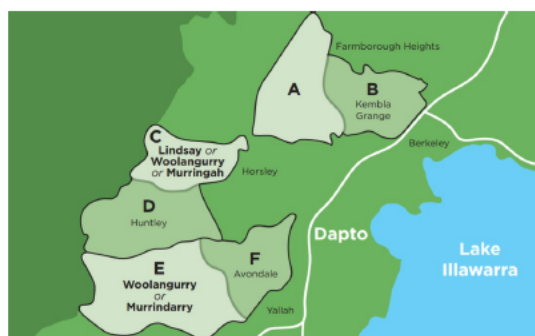 Farmborough Heights
A
B
Kembla
Grange
C
Lindsay or
Woolangurry
or Murringah
Berkeley
Horsley
D
Huntley
Dapto
Lake
Illawarra
E
Woolangurry
or
Murrindarry
F
Avondale
Yallah